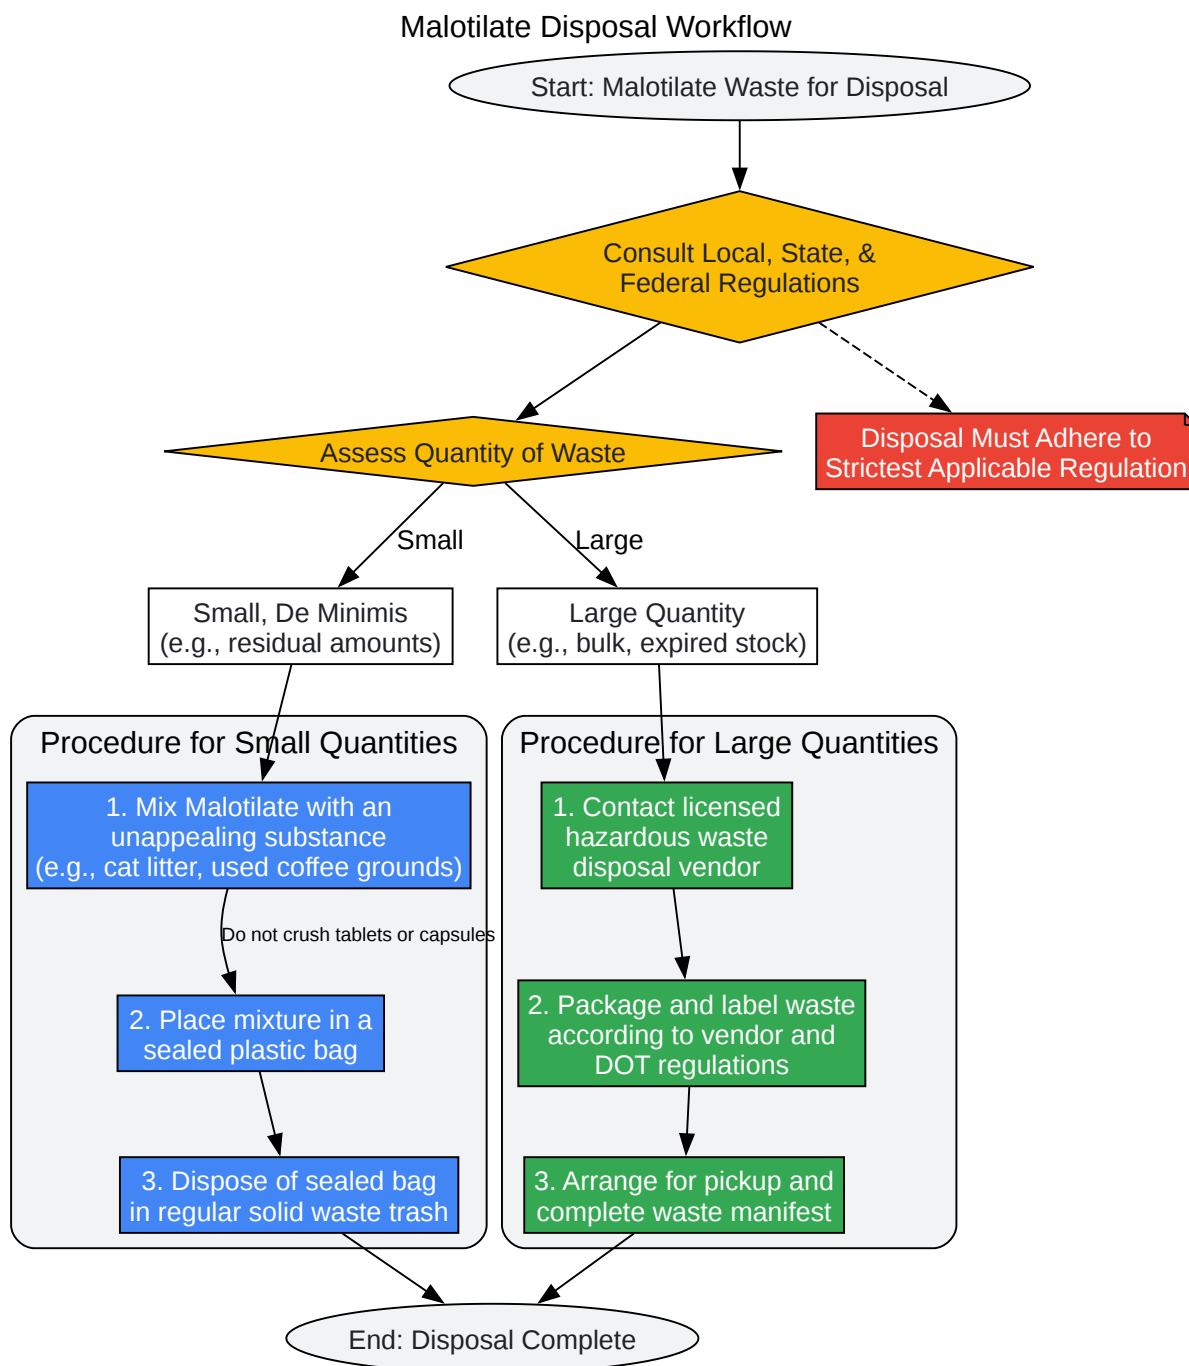 Malotilate Disposal Workflow
Start: Malotilate Waste for Disposal
Consult Local, State, &
Federal Regulations
Disposal Must Adhere to
Strictest Applicable Regulation
Assess Quantity of Waste
Small
Large
Small, De Minimis
(e.g., residual amounts)
Large Quantity
(e.g., bulk, expired stock)
Procedure for Small Quantities
1. Mix Malotilate with an
unappealing substance
(e.g., cat litter, used coffee grounds)
Do not crush tablets or capsules
2. Place mixture in a
sealed plastic bag
3. Dispose of sealed bag
in regular solid waste trash
Procedure for Large Quantities
1. Contact licensed
hazardous waste
disposal vendor
2. Package and label waste
according to vendor and
DOT regulations
3. Arrange for pickup and
complete waste manifest
End: Disposal Complete